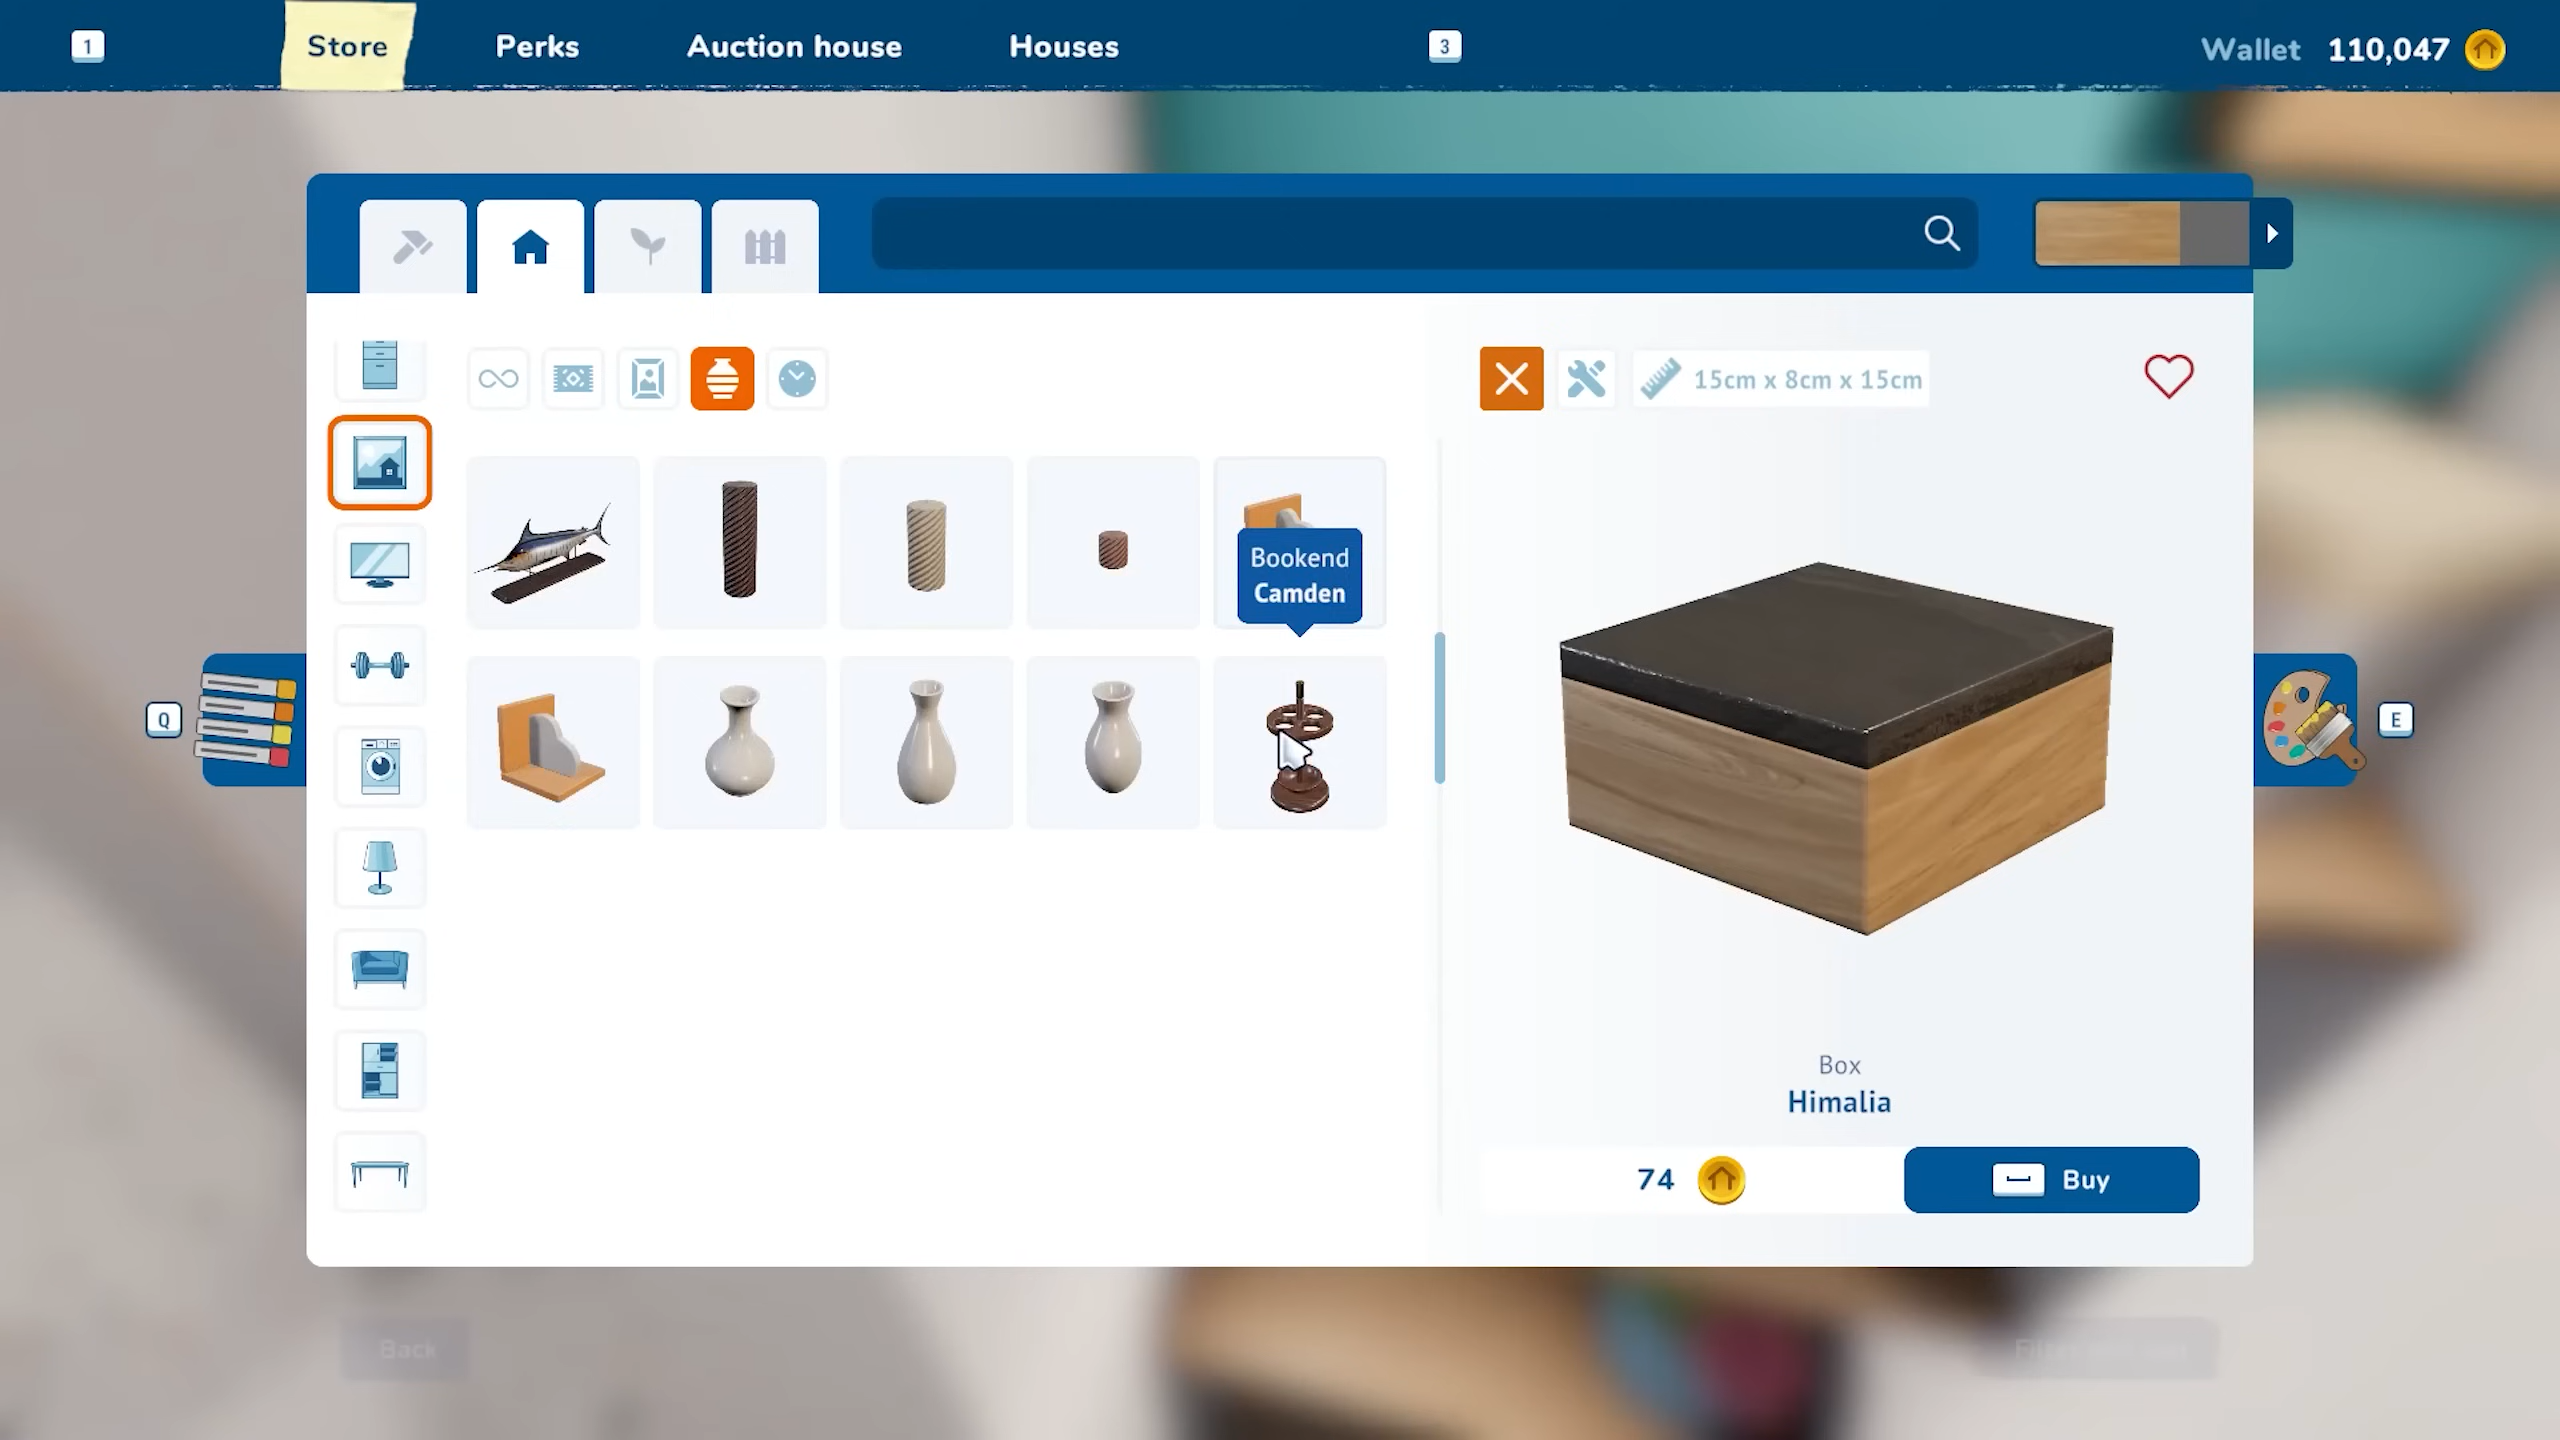 1
Store
Perks
Auction house
Houses
3
Wallet 110,047
15cm x 8cm x 15cm
Bookend
Camden
Q
E
Box
Himalia
74
Buy
Back